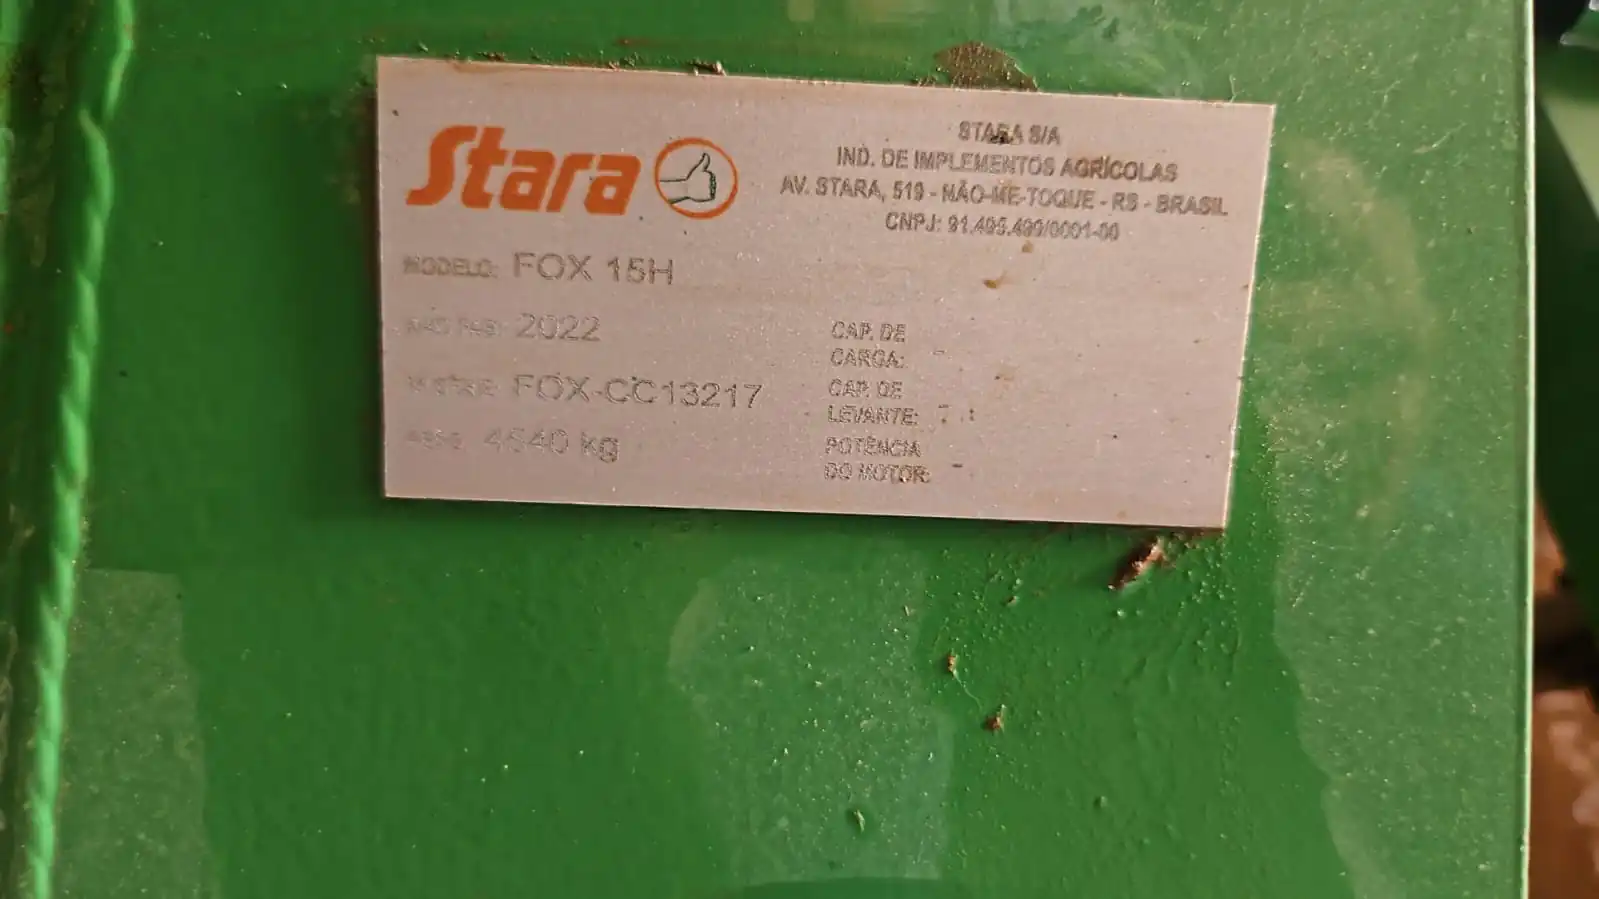 Stara
STARA S/A
IND. DE IMPLEMENTOS AGRÍCOLAS
AV. STARA, 519 - NÃO-ME-TOQUE - RS - BRASIL
CNPJ: 91.495.499/0001-00
MODELO: FOX 15H
2022
FOX-CC13217
PESO: 4540 kg
CAP. DE
CARGA: -
CAP. DE
LEVANTE: -
POTÊNCIA
DO MOTOR: -